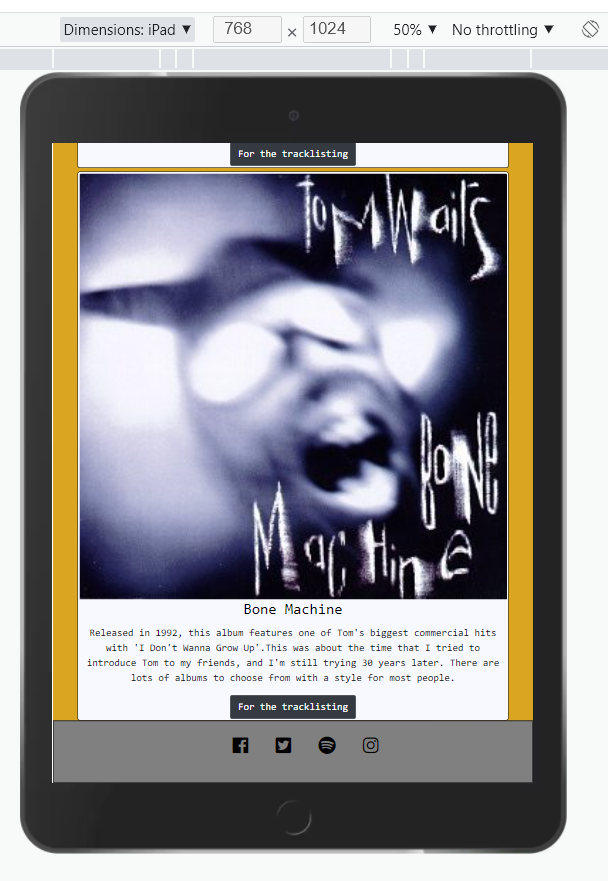 Dimensions: iPad ▼ 768 × 1024 50% ▼ No throttling ▼
For the tracklisting
Tom Waits
Bone
Machine
Bone Machine
Released in 1992, this album features one of Tom's biggest commercial hits
with 'I Don't Wanna Grow Up'.This was about the time that I tried to
introduce Tom to my friends, and I'm still trying 30 years later. There are
lots of albums to choose from with a style for most people.
For the tracklisting